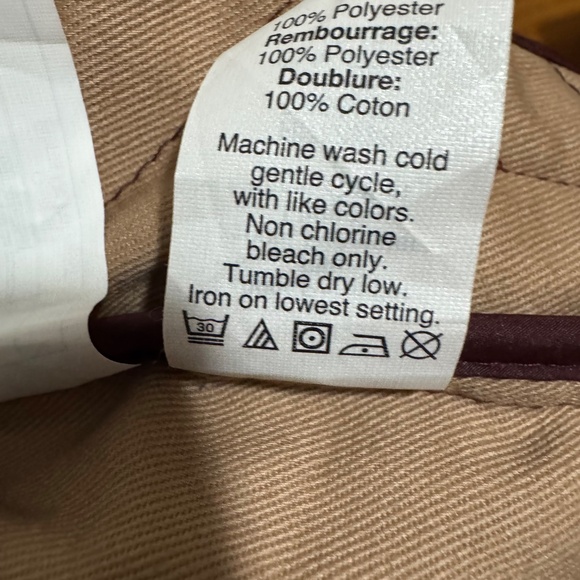 100% Polyester
Rembourrage:
100% Polyester
Doublure:
100% Coton
Machine wash cold
gentle cycle,
with like colors.
Non chlorine
bleach only.
Tumble dry low.
Iron on lowest setting.
30